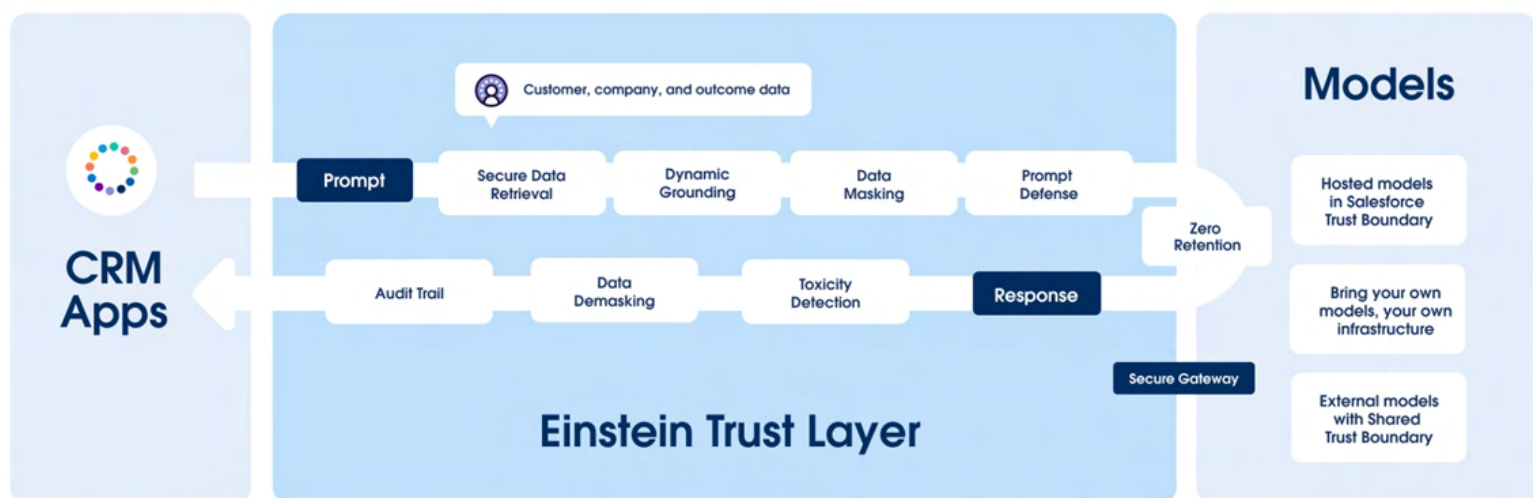 Customer, company, and outcome data
Models
Prompt
Secure Data
Retrieval
Dynamic
Grounding
Data
Masking
Prompt
Defense
Hosted models
in Salesforce
Trust Boundary
Zero
Retention
CRM
Apps
Audit Trail
Data
Demasking
Toxicity
Detection
Response
Bring your own
models, your own
infrastructure
Secure Gateway
External models
with Shared
Trust Boundary
Einstein Trust Layer